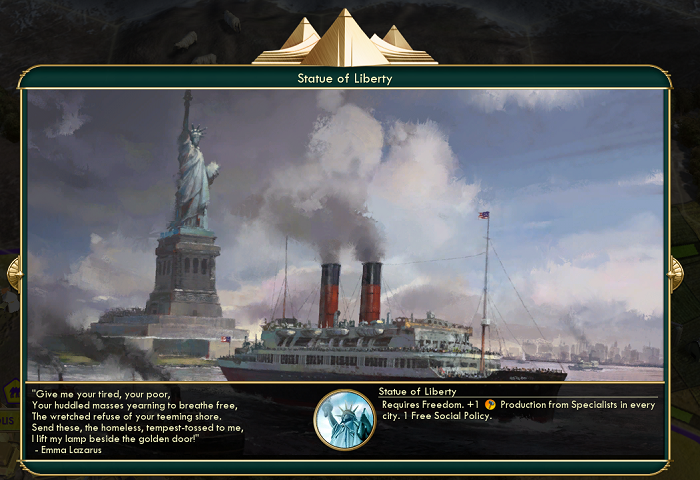 Statue of Liberty
"Give me your tired, your poor,
Your huddled masses yearning to breathe free,
The wretched refuse of your teeming shore.
Send these, the homeless, tempest-tossed to me,
I lift my lamp beside the golden door!"
- Emma Lazarus
Statue of Liberty
Requires Freedom. +1 Production from Specialists in every
city. 1 Free Social Policy.